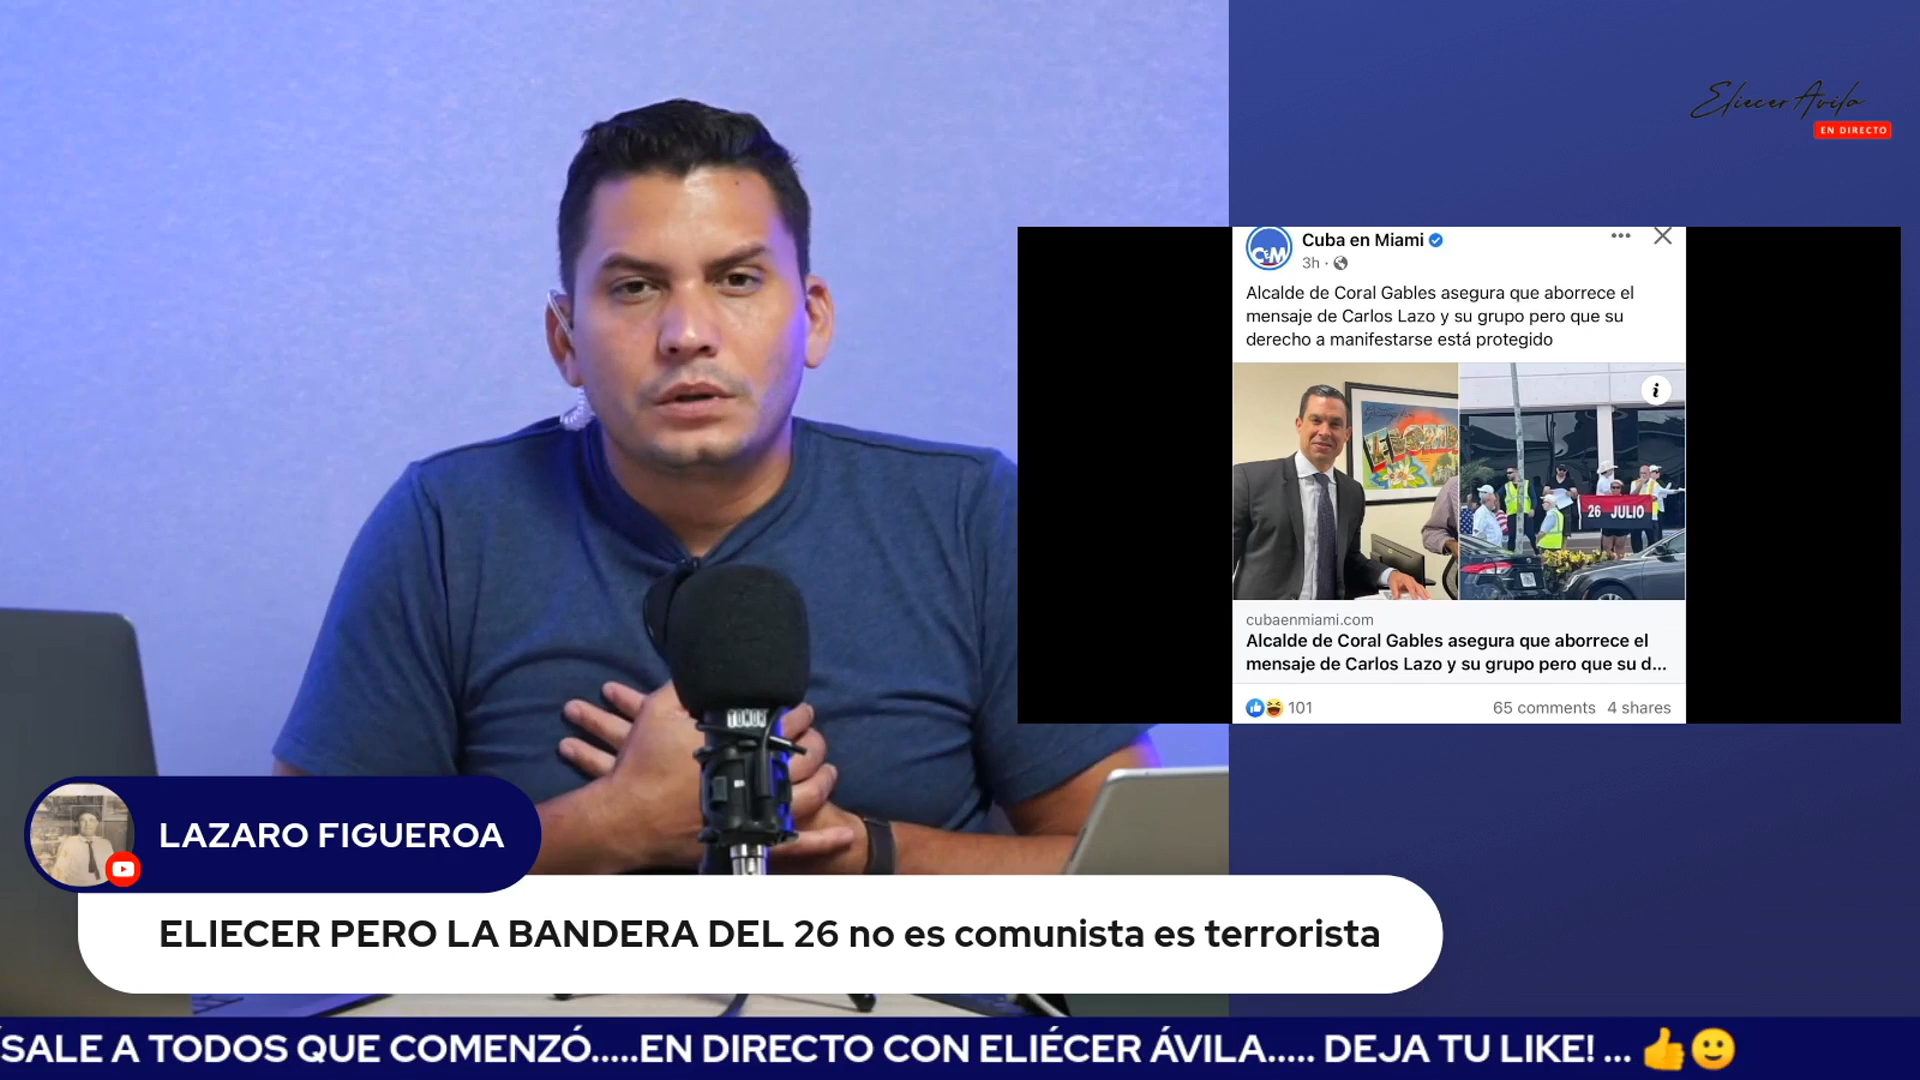 Eliecer Avila
EN DIRECTO
Cuba en Miami
3h
Alcalde de Coral Gables asegura que aborrece el
mensaje de Carlos Lazo y su grupo pero que su
derecho a manifestarse está protegido
26 JULIO
cubaenmiami.com
Alcalde de Coral Gables asegura que aborrece el
mensaje de Carlos Lazo y su grupo pero que su d...
101
65 comments 4 shares
TONOR
LAZARO FIGUEROA
ELIECER PERO LA BANDERA DEL 26 no es comunista es terrorista
ÍSALE A TODOS QUE COMENZÓ.....EN DIRECTO CON ELIÉCER ÁVILA..... DEJA TU LIKE! ... 👍🙂